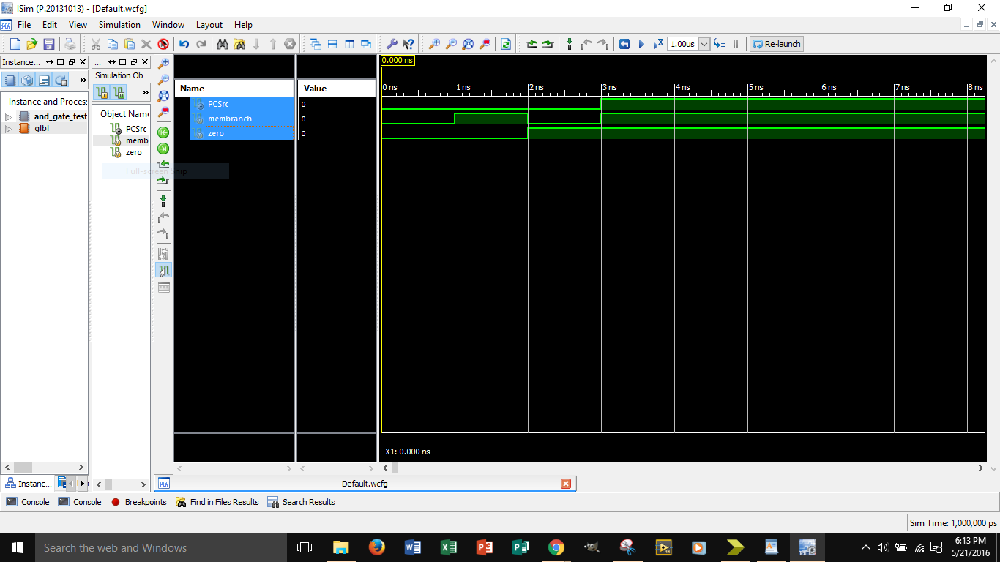 ISim (P.20131013) - [Default.wcfg]
File Edit View Simulation Window Layout Help
1.00us Re-launch
Instance... ...
Simulation Ob...
» »
Instance and Proces
and_gate_test
glbl
Object Name
PCSrc
memb
zero
Full-screen Snip
Name Value
PCSrc 0
membranch 0
zero 0
0.000 ns
0 ns 1 ns 2 ns 3 ns 4 ns 5 ns 6 ns 7 ns 8 ns
X1: 0.000 ns
Instanc...
Default.wcfg
Console Console Breakpoints Find in Files Results Search Results
Sim Time: 1,000,000 ps
Search the web and Windows
6:13 PM
5/21/2016